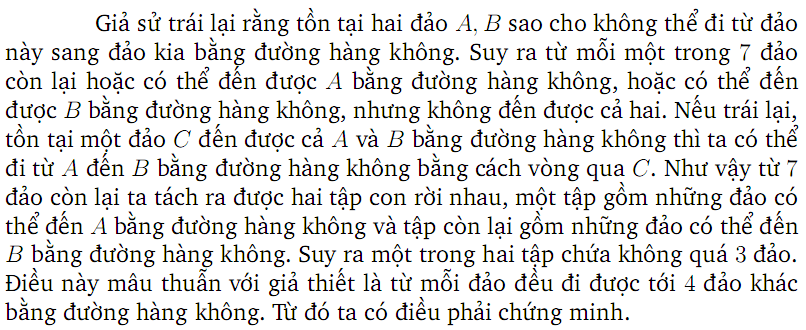 Giả sử trái lại rằng tồn tại hai đảo A, B sao cho không thể đi từ đảo
này sang đảo kia bằng đường hàng không. Suy ra từ mỗi một trong 7 đảo
còn lại hoặc có thể đến được A bằng đường hàng không, hoặc có thể đến
được B bằng đường hàng không, nhưng không đến được cả hai. Nếu trái lại,
tồn tại một đảo C đến được cả A và B bằng đường hàng không thì ta có thể
đi từ A đến B bằng đường hàng không bằng cách vòng qua C. Như vậy từ 7
đảo còn lại ta tách ra được hai tập con rời nhau, một tập gồm những đảo có
thể đến A bằng đường hàng không và tập còn lại gồm những đảo có thể đến
B bằng đường hàng không. Suy ra một trong hai tập chứa không quá 3 đảo.
Điều này mâu thuẫn với giả thiết là từ mỗi đảo đều đi được tới 4 đảo khác
bằng đường hàng không. Từ đó ta có điều phải chứng minh.